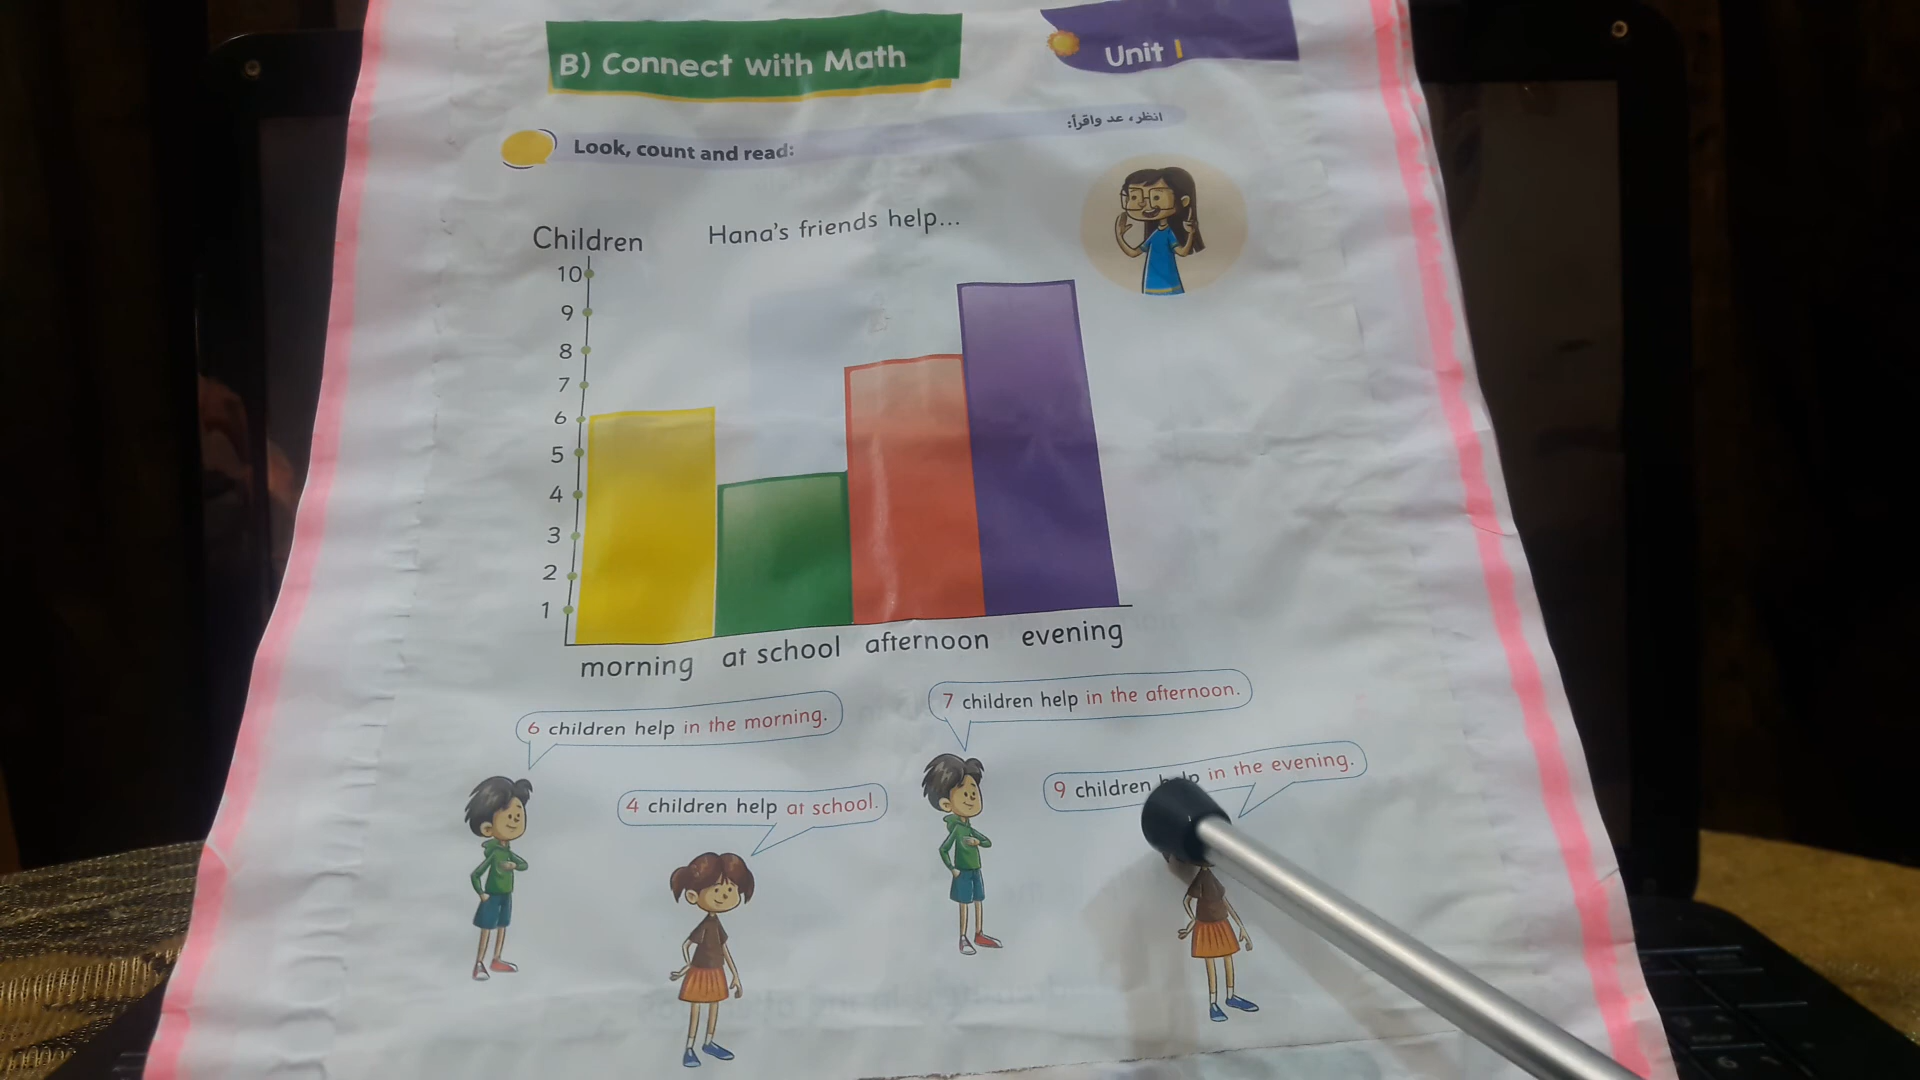 B) Connect with Math
Unit 1
انظر، عد واقرأ:
Look, count and read:
Children
Hana's friends help...
10
9
8
7
6
5
4
3
2
1
morning at school afternoon evening
6 children help in the morning.
7 children help in the afternoon.
4 children help at school.
9 children help in the evening.